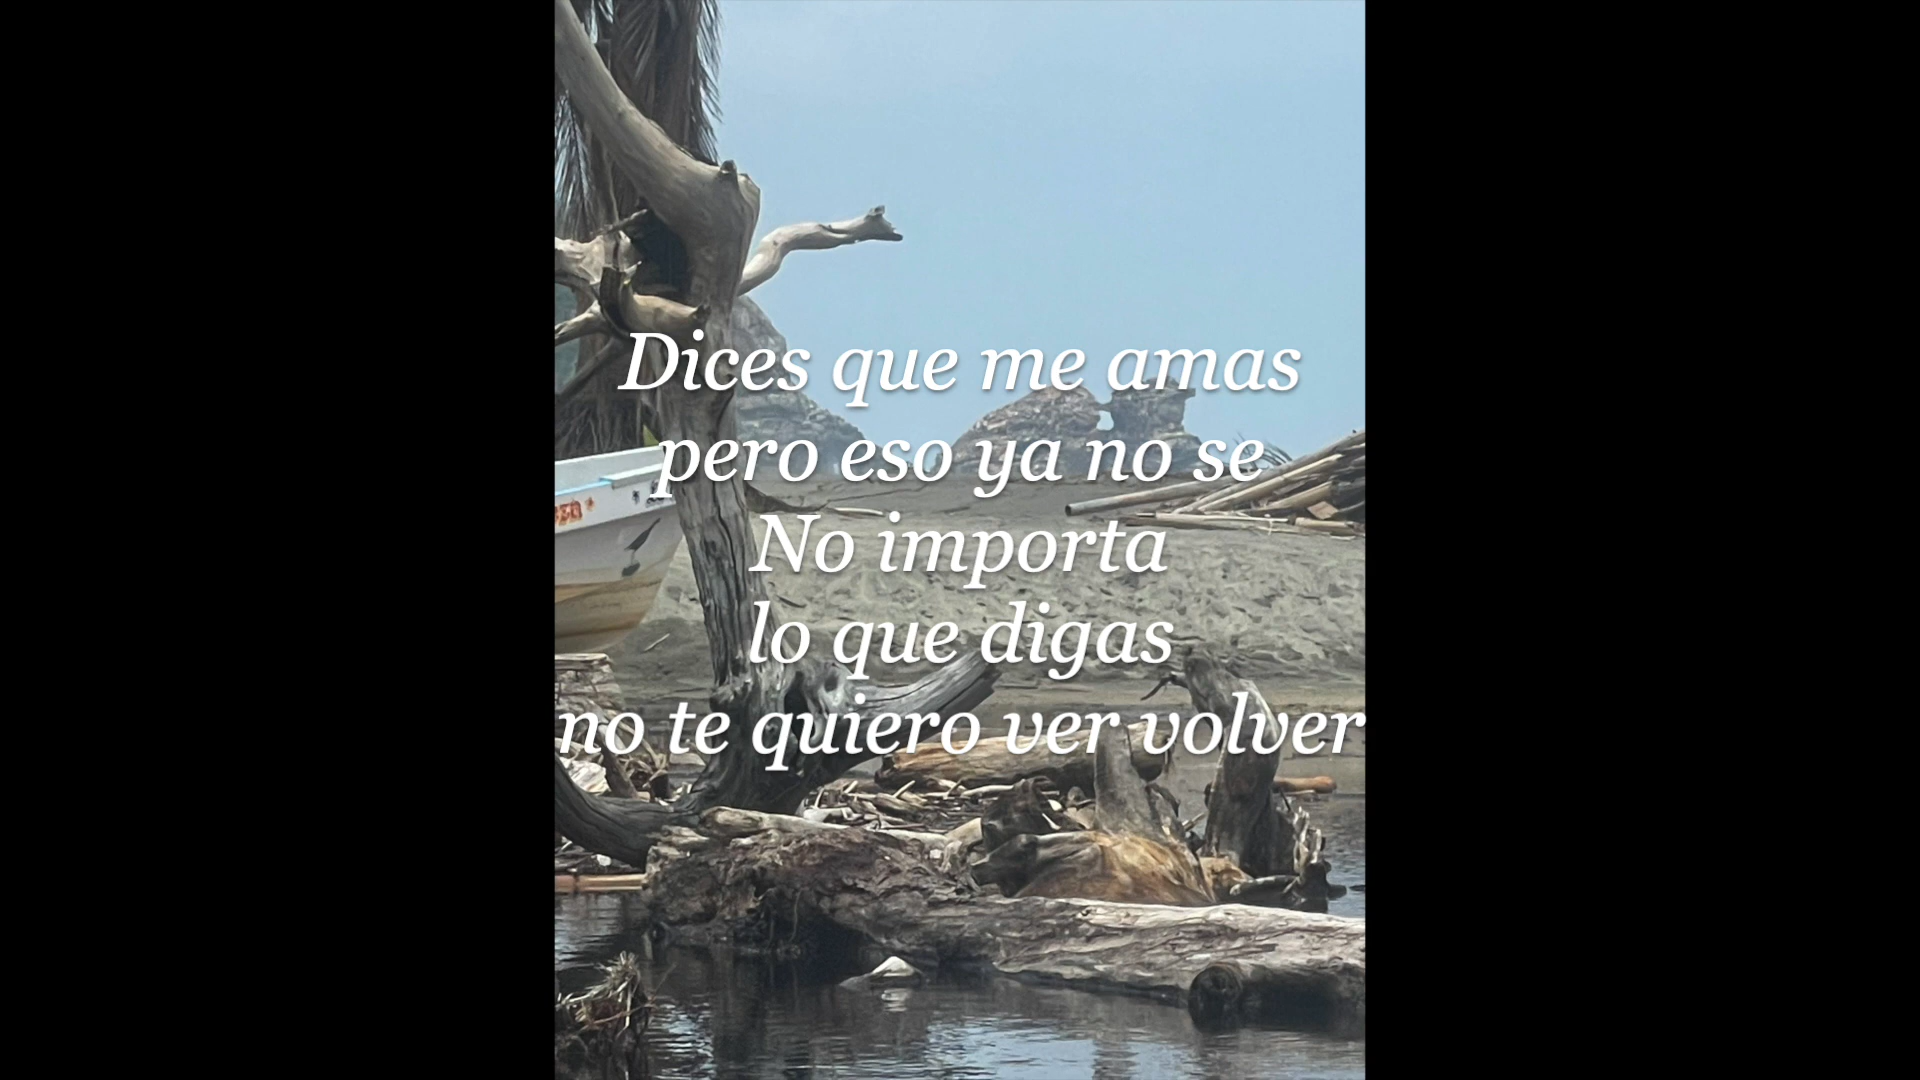 Dices que me amas
pero eso ya no se
No importa
lo que digas
no te quiero ver volver